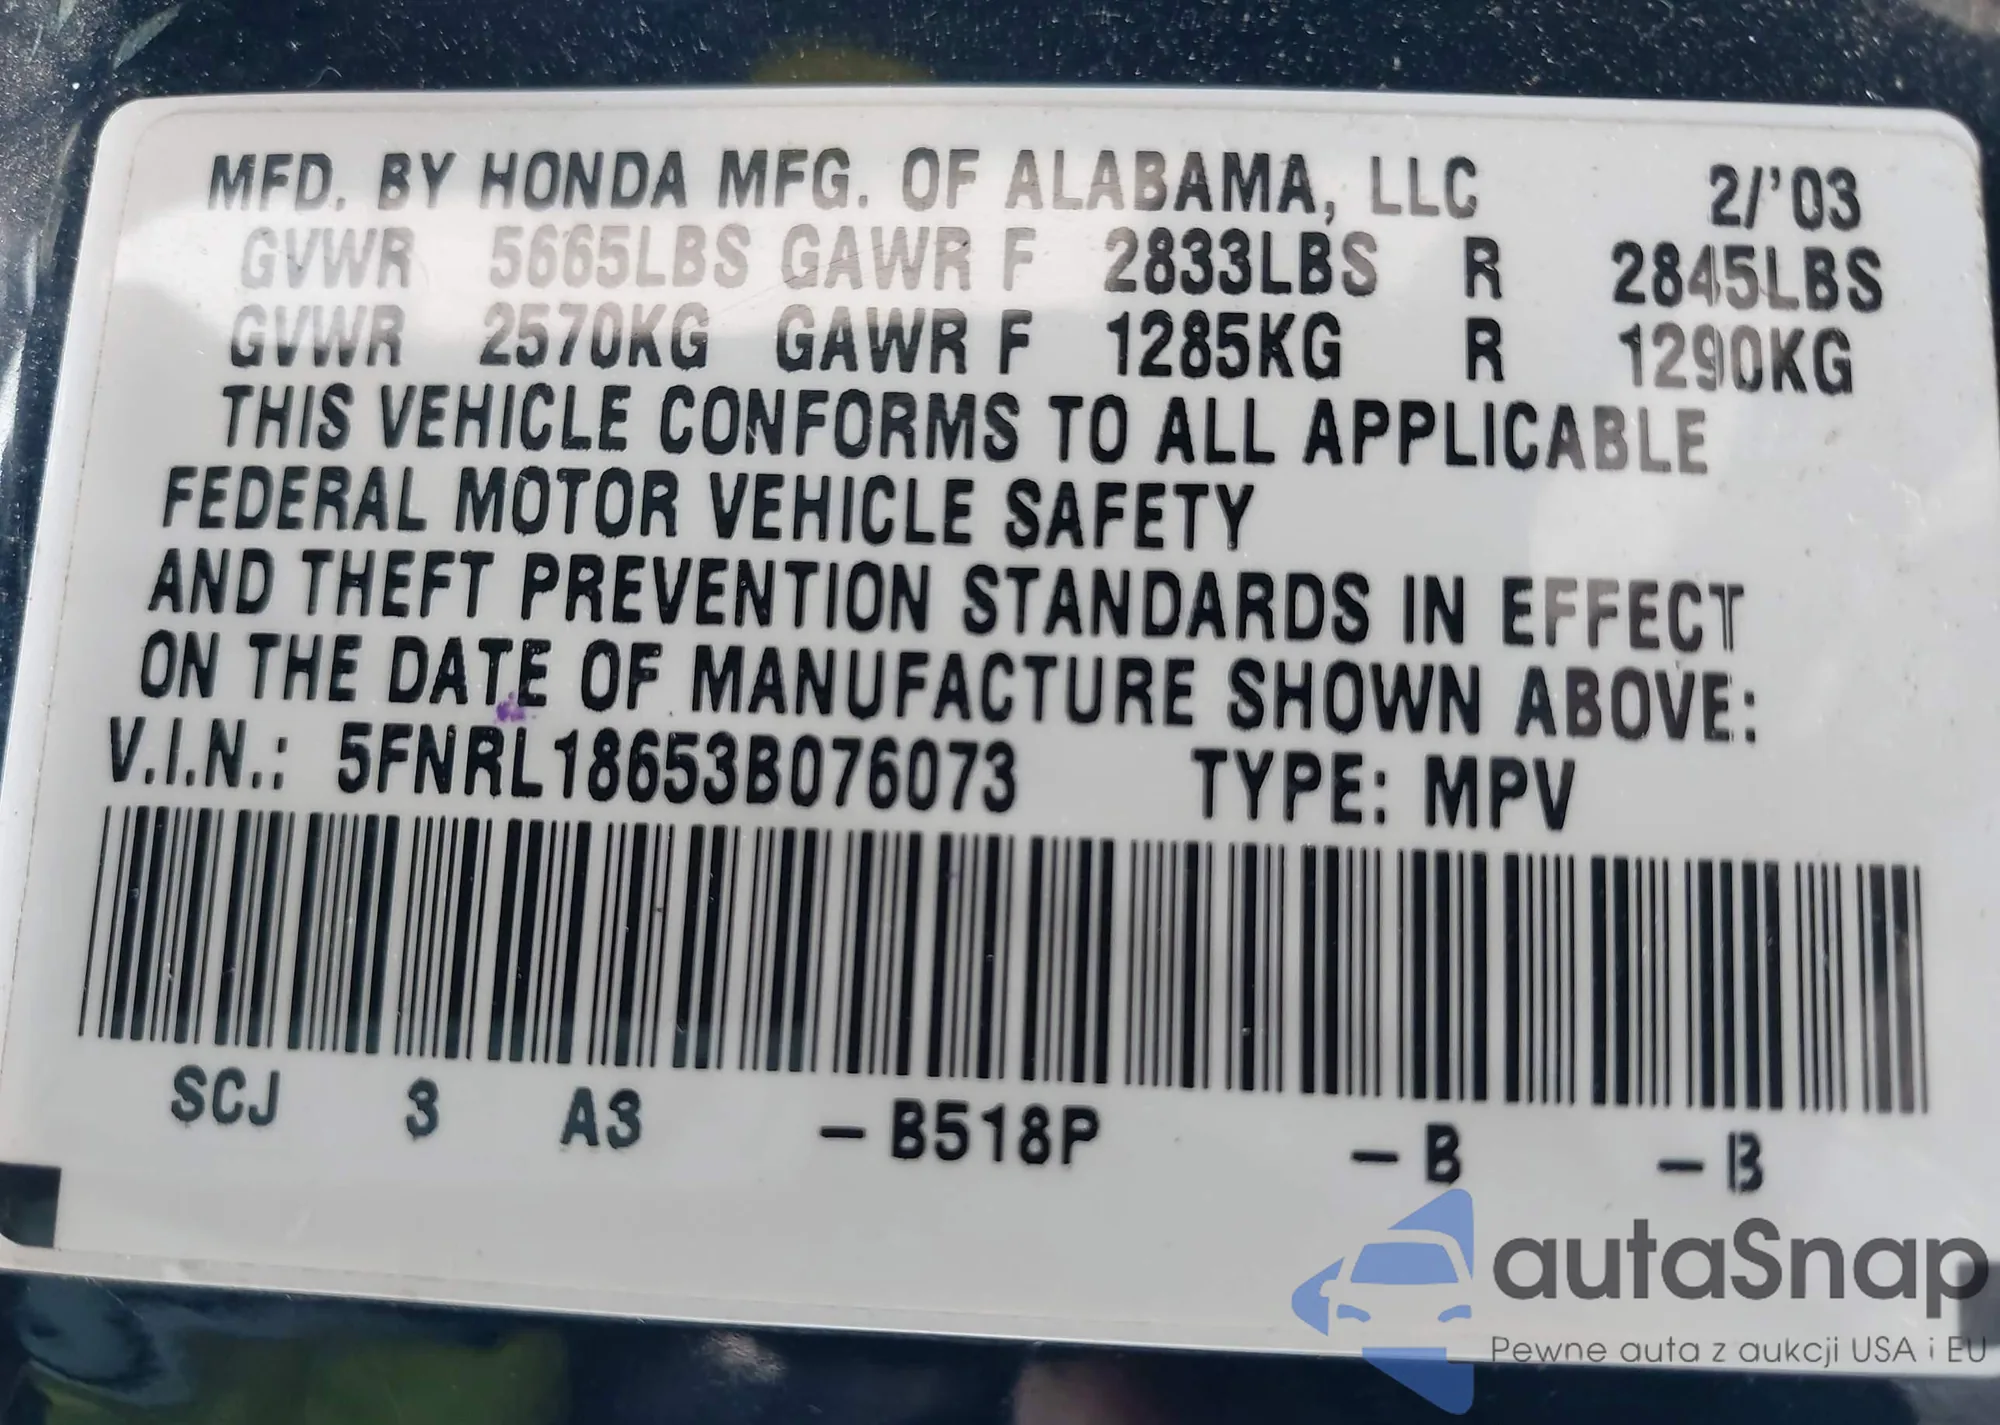 MFD. BY HONDA MFG. OF ALABAMA, LLC 2/'03
GVWR 5665LBS GAWR F 2833LBS R 2845LBS
GVWR 2570KG GAWR F 1285KG R 1290KG
THIS VEHICLE CONFORMS TO ALL APPLICABLE
FEDERAL MOTOR VEHICLE SAFETY
AND THEFT PREVENTION STANDARDS IN EFFECT
ON THE DATE OF MANUFACTURE SHOWN ABOVE:
V.I.N.: 5FNRL18653B076073 TYPE: MPV
SCJ 3 A3 -B518P -B -B
autaSnap
Pewne auta z aukcji USA i EU